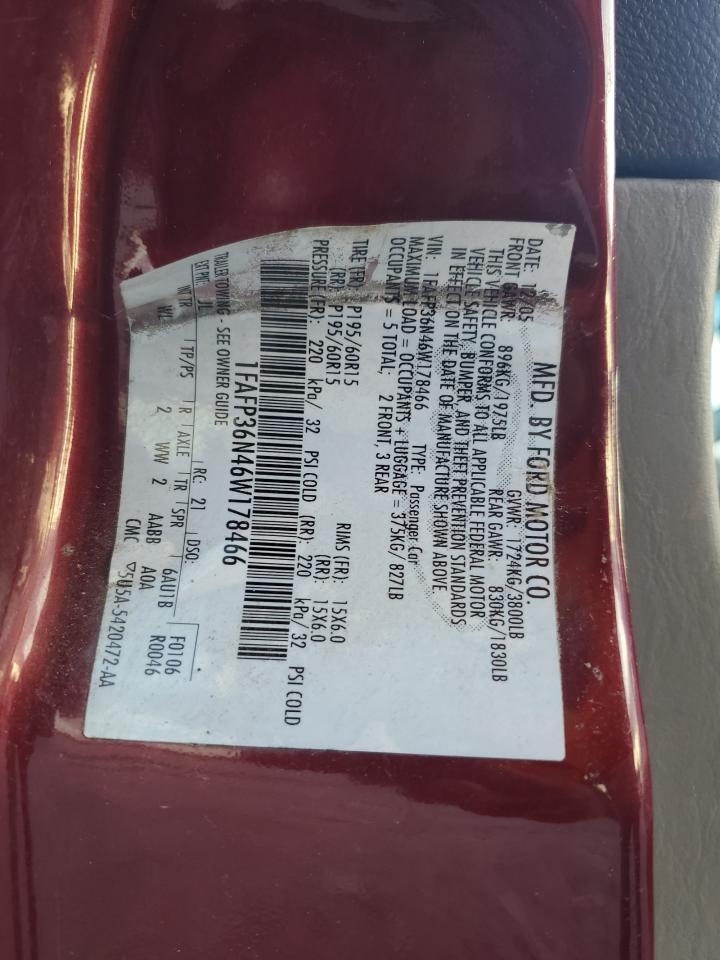 MFD. BY FORD MOTOR CO.
DATE: 12/05 GVWR: 1724KG/3800LB
FRONT GAWR: 896KG/1975LB REAR GAWR: 830KG/1830LB
THIS VEHICLE CONFORMS TO ALL APPLICABLE FEDERAL MOTOR
VEHICLE SAFETY, BUMPER, AND THEFT PREVENTION STANDARDS
IN EFFECT ON THE DATE OF MANUFACTURE SHOWN ABOVE.
VIN: 1FAFP36N46W178466 TYPE: Passenger Car
MAXIMUM LOAD = OCCUPANTS + LUGGAGE = 375KG/ 827LB
OCCUPANTS = 5 TOTAL; 2 FRONT, 3 REAR
TIRE (FR): P195/60R15 RIMS (FR): 15X6.0
(RR): P195/60R15 (RR): 15X6.0
PRESSURE (FR): 220 kPa/ 32 PSI COLD (RR): 220 kPa/ 32 PSI COLD
1FAFP36N46W178466
TRAILER TOWING - SEE OWNER GUIDE
EXT PNT: RC: 21 DSO: F0106
INT TR TP/PS R AXLE TR SPR 6AU1B R0046
2 WW 2 AABB A0A
CMC ▽5U5A-5420472-AA